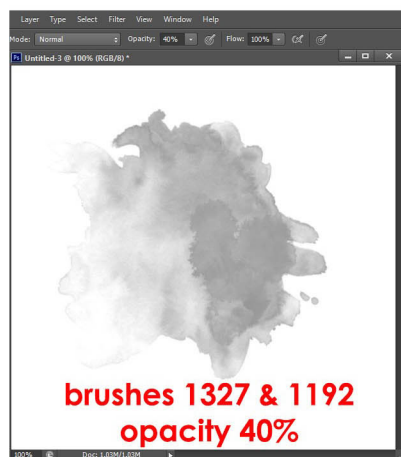 Layer Type Select Filter View Window Help
Mode: Normal Opacity: 40% Flow: 100%
Ps Untitled-3 @ 100% (RGB/8) *
brushes 1327 & 1192
opacity 40%
100% Doc: 1.03M/1.03M